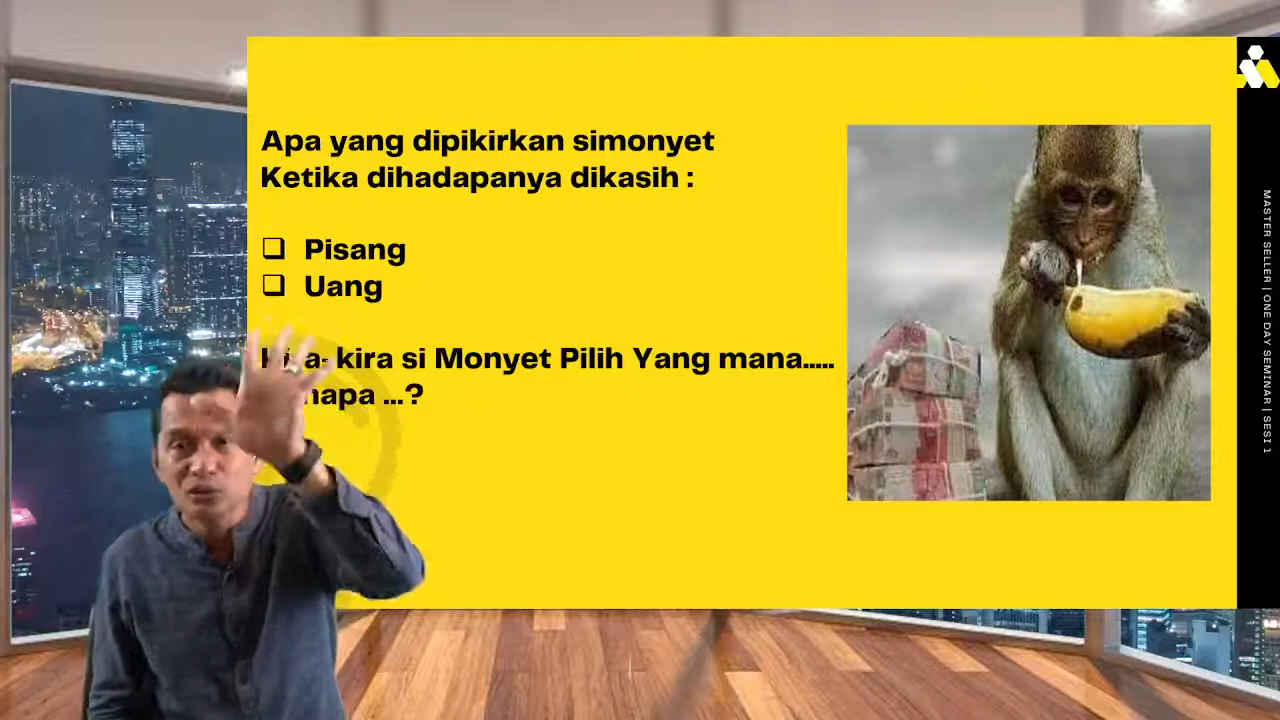 Apa yang dipikirkan simonyet
Ketika dihadapanya dikasih :
❑ Pisang
❑ Uang
kira si Monyet Pilih Yang mana.....
...?
MASTER SELLER | ONE DAY SEMINAR | SESI 1